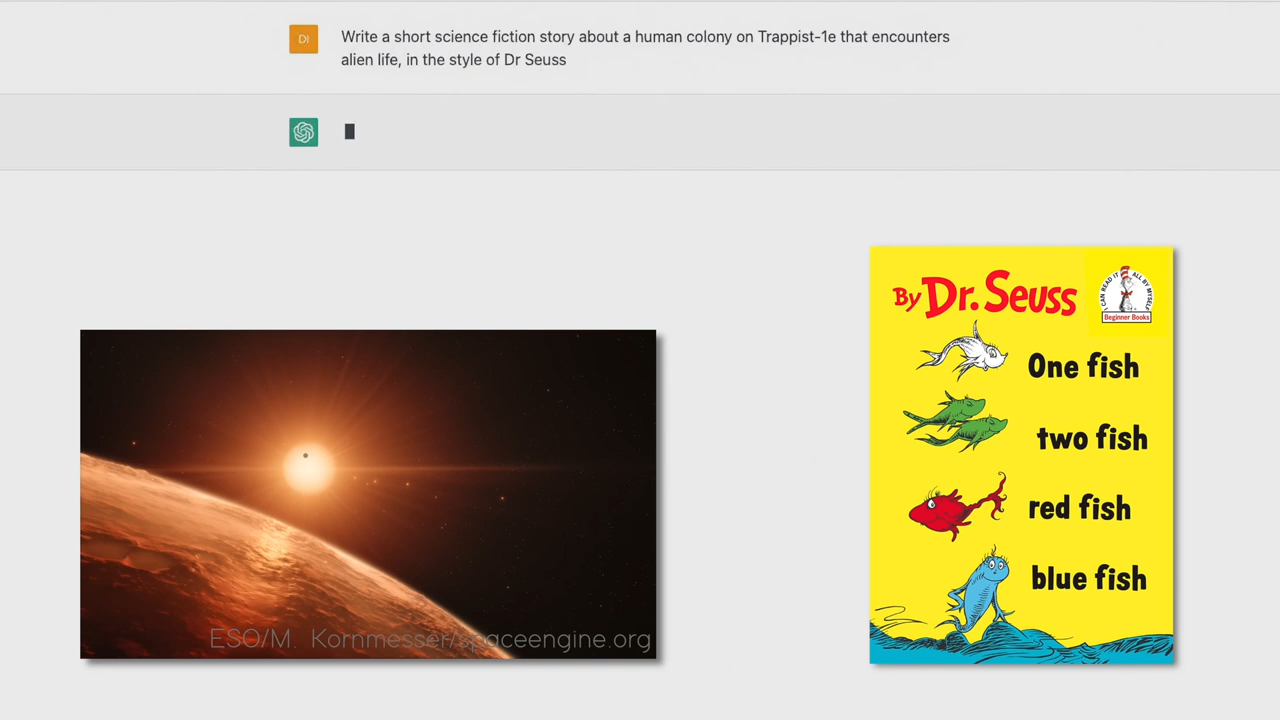 DI
Write a short science fiction story about a human colony on Trappist-1e that encounters
alien life, in the style of Dr Seuss
By Dr. Seuss
I CAN READ IT ALL BY MYSELF
Beginner Books
One fish
two fish
red fish
blue fish
ESO/M. Kornmesser/spaceengine.org